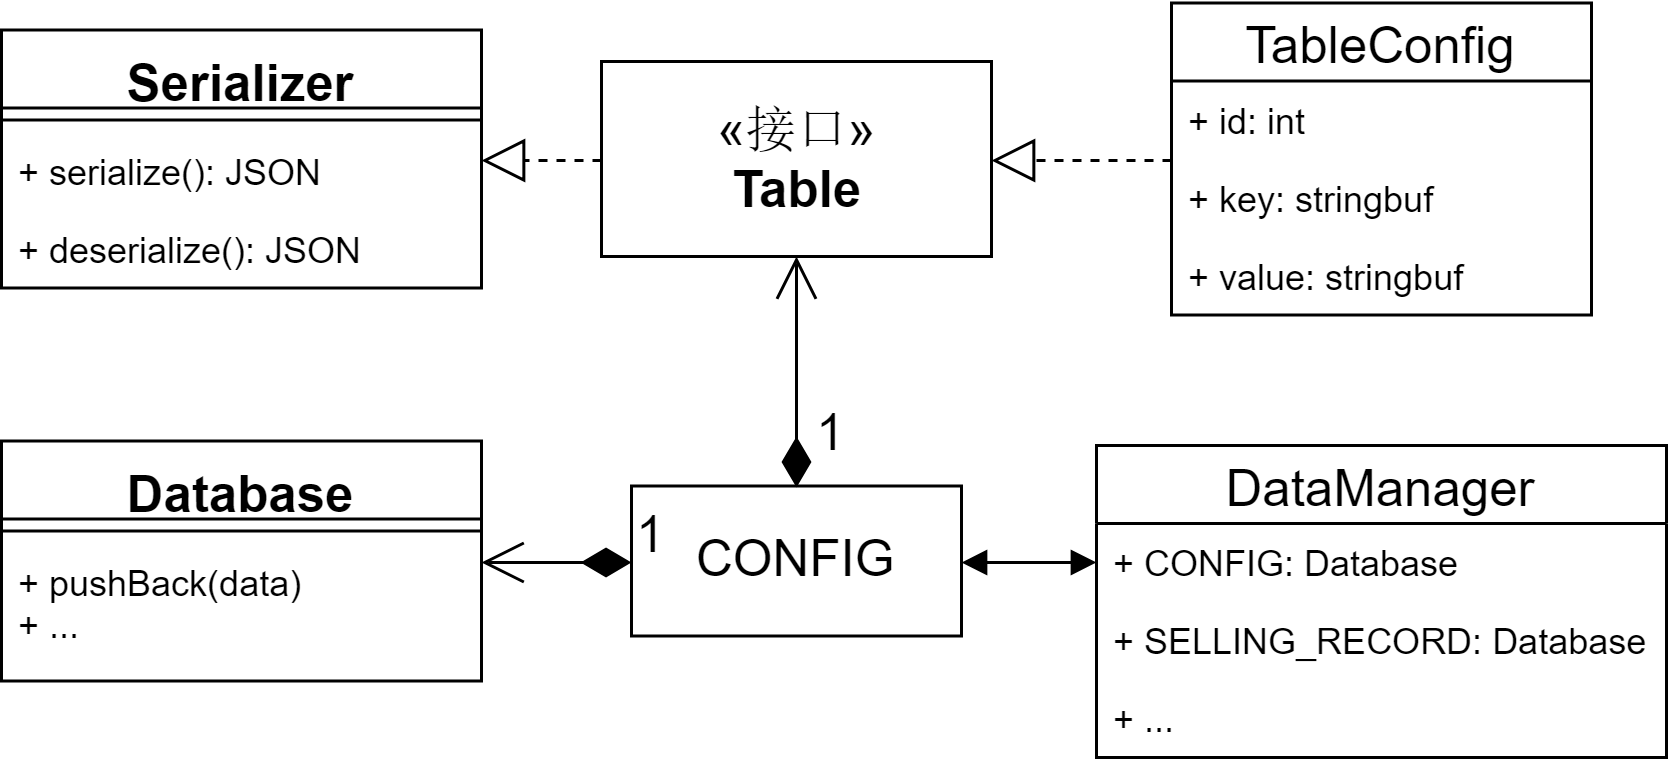 Serializer
+ serialize(): JSON
+ deserialize(): JSON
«接口»
Table
TableConfig
+ id: int
+ key: stringbuf
+ value: stringbuf
1
Database
+ pushBack(data)
+ ...
1
CONFIG
DataManager
+ CONFIG: Database
+ SELLING_RECORD: Database
+ ...